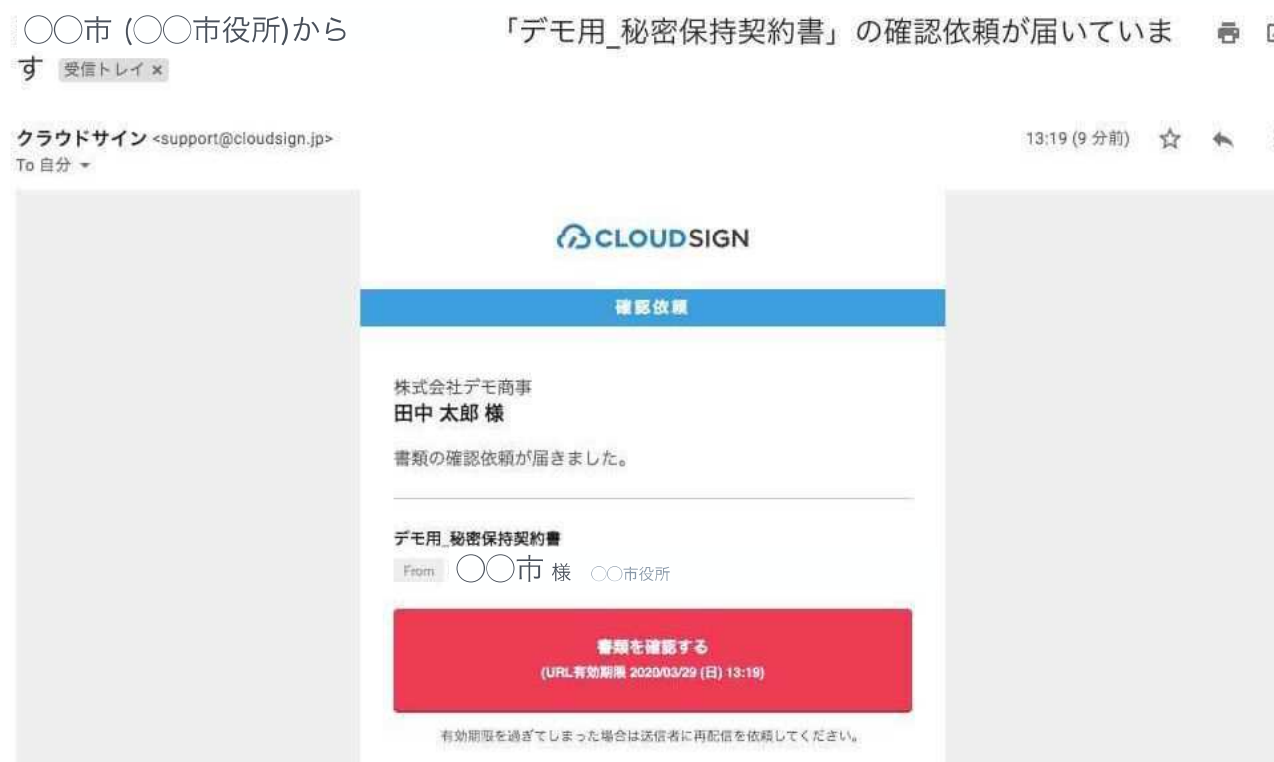 ◯◯市 (◯◯市役所)から 「デモ用_秘密保持契約書」の確認依頼が届いていま
す 受信トレイ ×
クラウドサイン <support@cloudsign.jp> 13:19 (9 分前)
To 自分
CLOUDSIGN
確認依頼
株式会社デモ商事
田中 太郎 様
書類の確認依頼が届きました。
デモ用_秘密保持契約書
From ◯◯市 様 ◯◯市役所
書類を確認する
(URL有効期限 2020/03/29 (日) 13:19)
有効期限を過ぎてしまった場合は送信者に再配信を依頼してください。